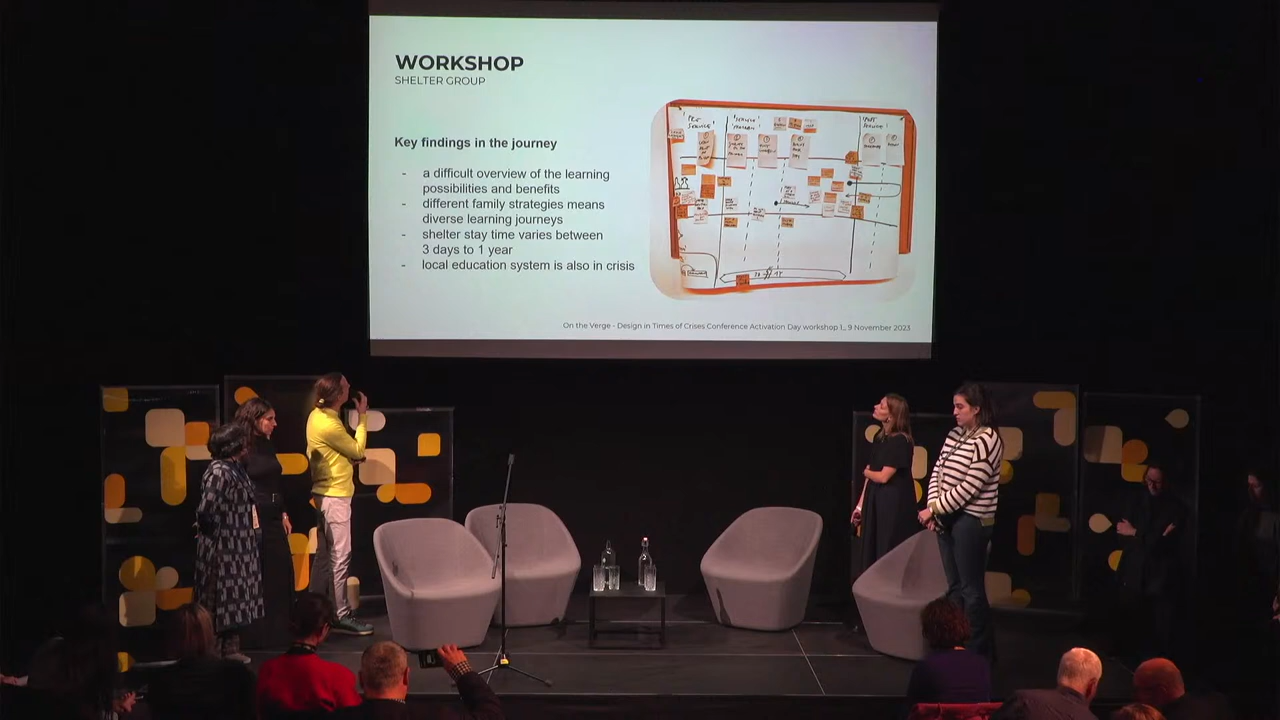 WORKSHOP
SHELTER GROUP
Key findings in the journey
- a difficult overview of the learning
possibilities and benefits
- different family strategies means
diverse learning journeys
- shelter stay time varies between
3 days to 1 year
- local education system is also in crisis
On the Verge - Design in Times of Crises Conference Activation Day workshop 1_ 9 November 2023